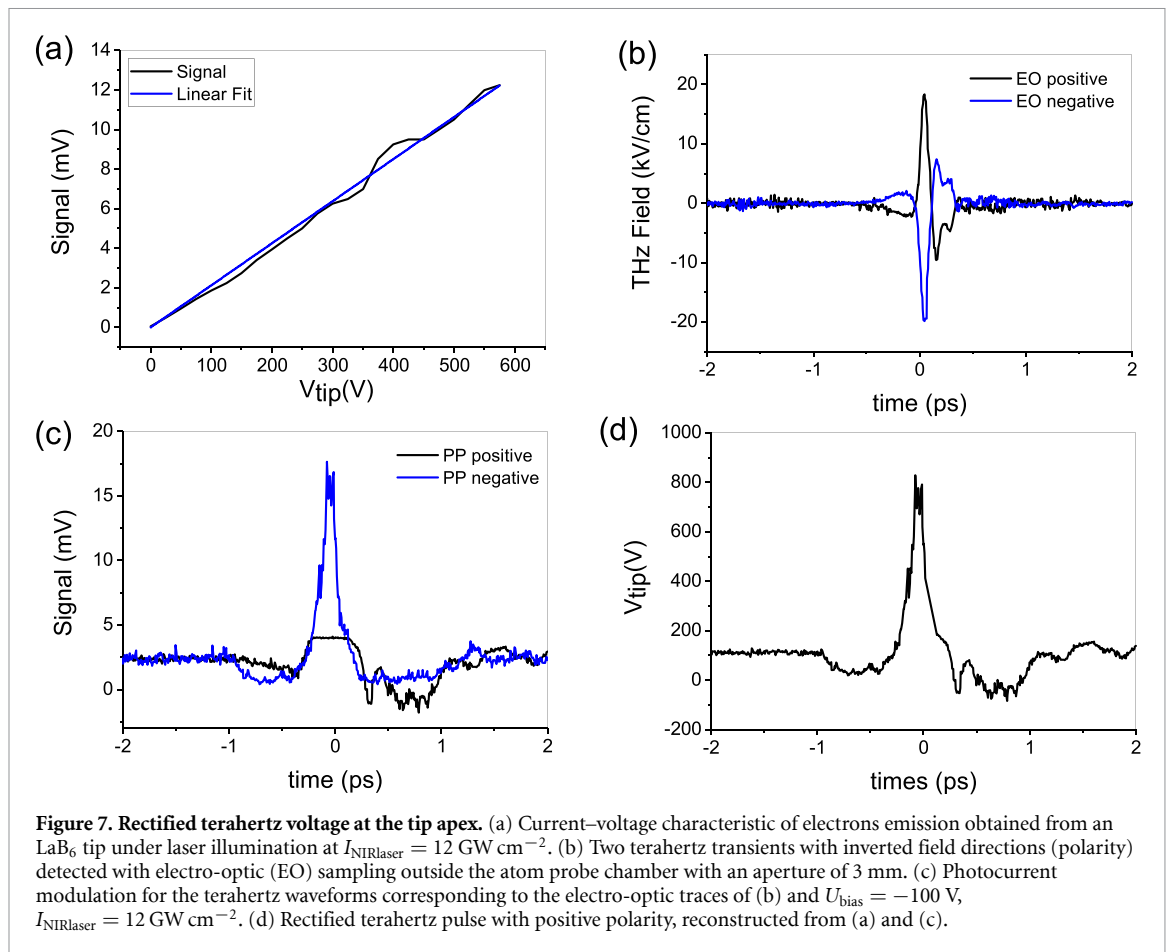 (a)
14
12
10
8
6
4
2
0
Signal (mV)
Signal
Linear Fit
0 100 200 300 400 500 600
Vtip(V)
(b)
20
10
0
-10
-20
THz Field (kV/cm)
EO positive
EO negative
-2 -1 0 1 2
time (ps)
(c)
20
15
10
5
0
Signal (mV)
PP positive
PP negative
-2 -1 0 1 2
time (ps)
(d)
1000
800
600
400
200
0
-200
Vtip(V)
-2 -1 0 1 2
times (ps)
Figure 7. Rectified terahertz voltage at the tip apex. (a) Current–voltage characteristic of electrons emission obtained from an
LaB₆ tip under laser illumination at I_NIRlaser = 12 GW cm⁻². (b) Two terahertz transients with inverted field directions (polarity)
detected with electro-optic (EO) sampling outside the atom probe chamber with an aperture of 3 mm. (c) Photocurrent
modulation for the terahertz waveforms corresponding to the electro-optic traces of (b) and U_bias = −100 V,
I_NIRlaser = 12 GW cm⁻². (d) Rectified terahertz pulse with positive polarity, reconstructed from (a) and (c).